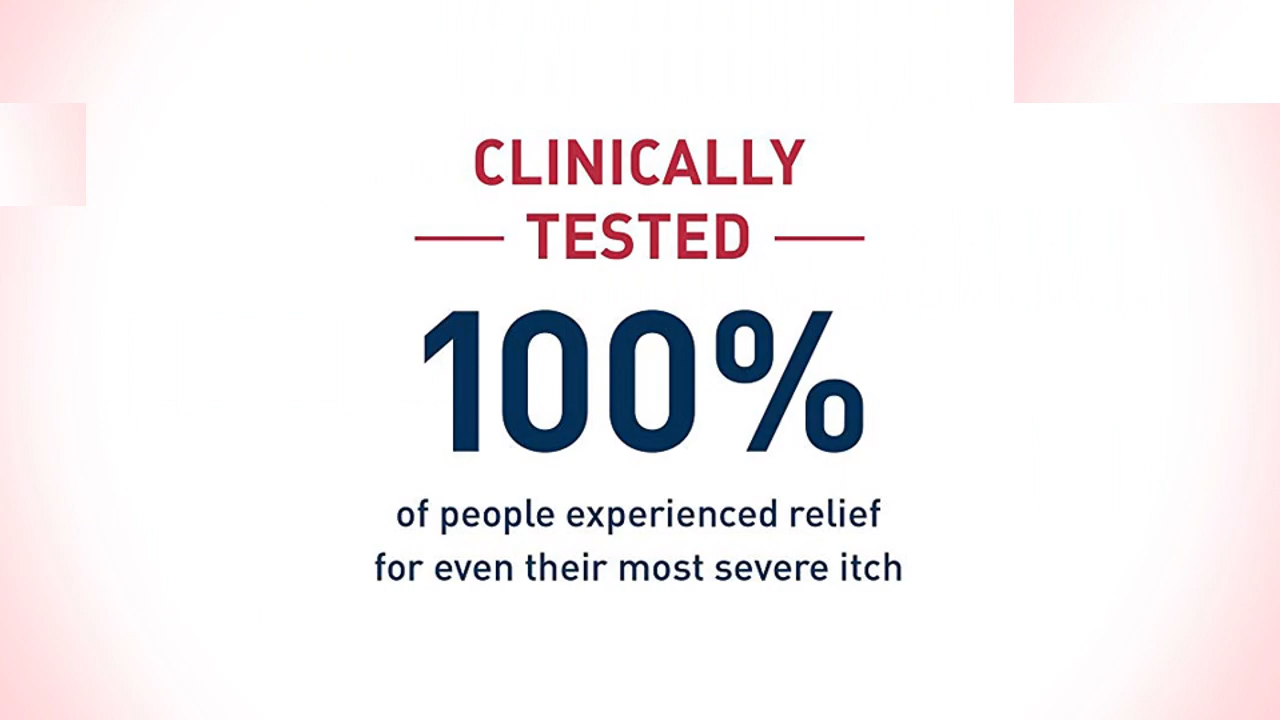 CLINICALLY
TESTED
100%
of people experienced relief
for even their most severe itch